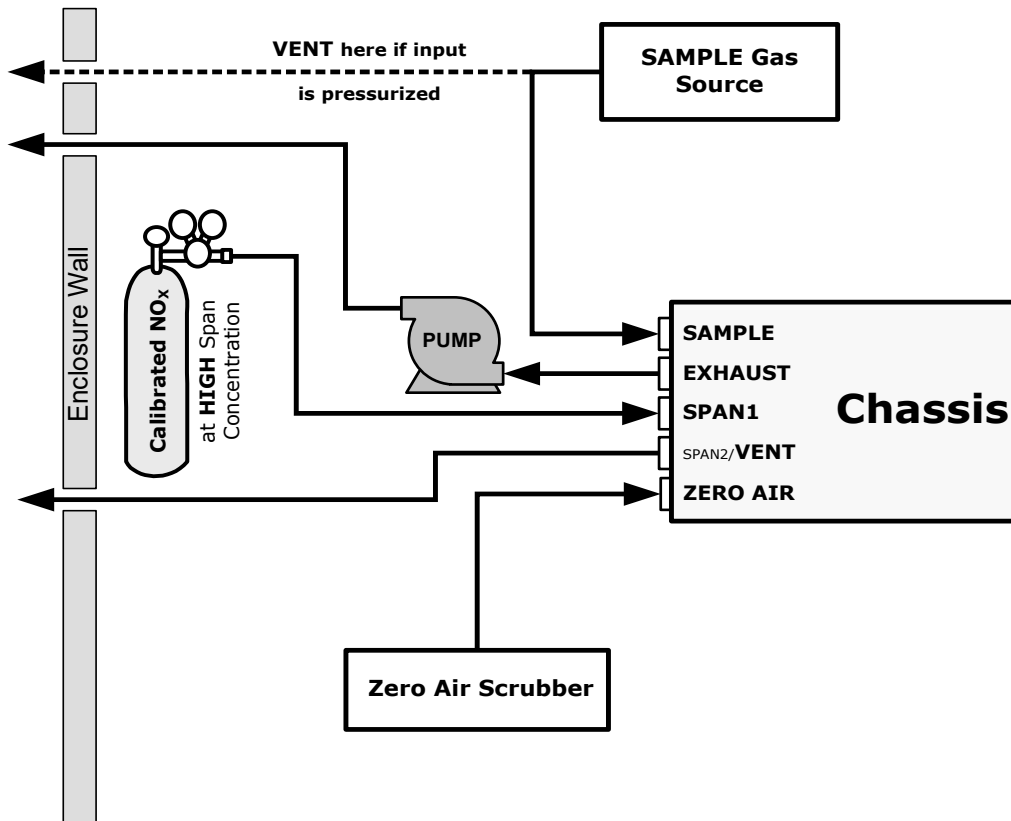 VENT here if input
is pressurized
SAMPLE Gas
Source
Enclosure Wall
Calibrated NOX
at HIGH Span
Concentration
PUMP
SAMPLE
EXHAUST
SPAN1
SPAN2/VENT
ZERO AIR
Chassis
Zero Air Scrubber